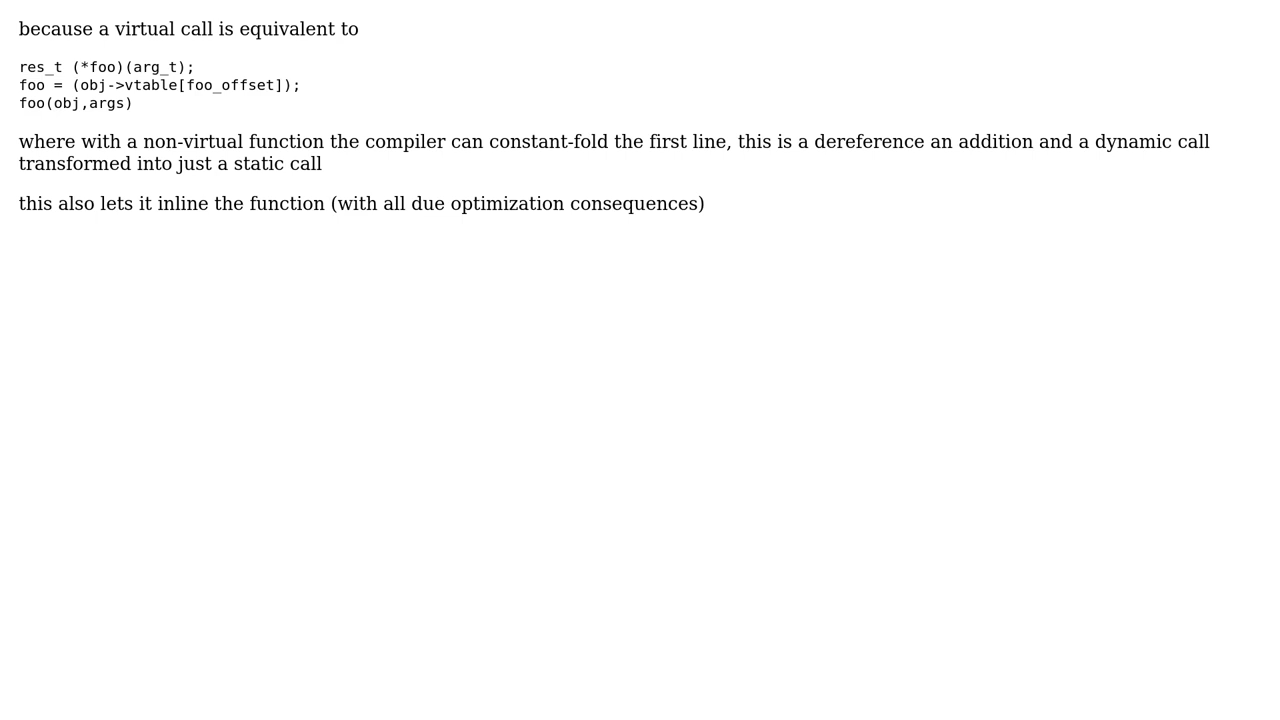 because a virtual call is equivalent to
res_t (*foo)(arg_t);
foo = (obj->vtable[foo_offset]);
foo(obj,args)
where with a non-virtual function the compiler can constant-fold the first line, this is a dereference an addition and a dynamic call
transformed into just a static call
this also lets it inline the function (with all due optimization consequences)